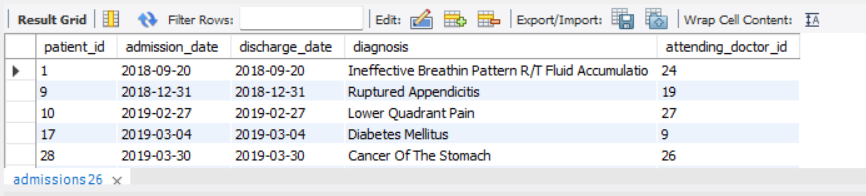 Result Grid Filter Rows: Edit: Export/Import: Wrap Cell Content: IA
patient_id admission_date discharge_date diagnosis attending_doctor_id
1 2018-09-20 2018-09-20 Ineffective Breathin Pattern R/T Fluid Accumulatio 24
9 2018-12-31 2018-12-31 Ruptured Appendicitis 19
10 2019-02-27 2019-02-27 Lower Quadrant Pain 27
17 2019-03-04 2019-03-04 Diabetes Mellitus 9
28 2019-03-30 2019-03-30 Cancer Of The Stomach 26
admissions26 ×